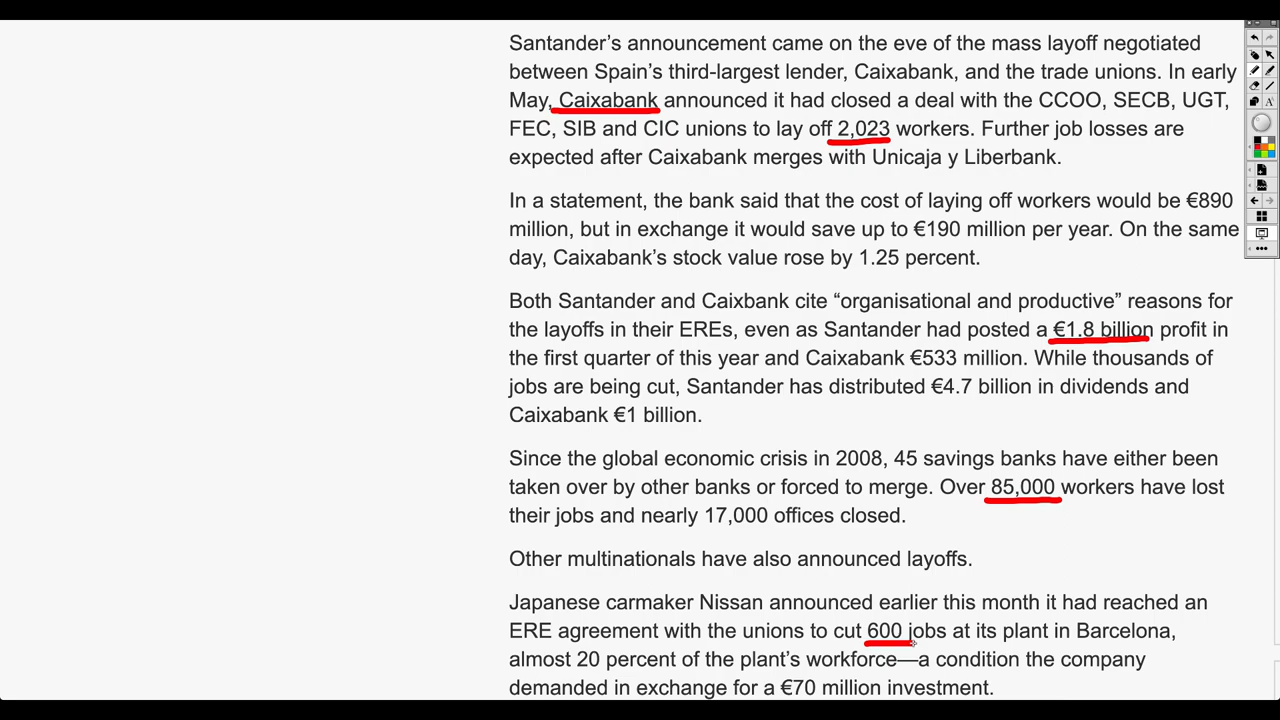 Santander’s announcement came on the eve of the mass layoff negotiated
between Spain’s third-largest lender, Caixabank, and the trade unions. In early
May, Caixabank announced it had closed a deal with the CCOO, SECB, UGT,
FEC, SIB and CIC unions to lay off 2,023 workers. Further job losses are
expected after Caixabank merges with Unicaja y Liberbank.
In a statement, the bank said that the cost of laying off workers would be €890
million, but in exchange it would save up to €190 million per year. On the same
day, Caixabank’s stock value rose by 1.25 percent.
Both Santander and Caixbank cite “organisational and productive” reasons for
the layoffs in their EREs, even as Santander had posted a €1.8 billion profit in
the first quarter of this year and Caixabank €533 million. While thousands of
jobs are being cut, Santander has distributed €4.7 billion in dividends and
Caixabank €1 billion.
Since the global economic crisis in 2008, 45 savings banks have either been
taken over by other banks or forced to merge. Over 85,000 workers have lost
their jobs and nearly 17,000 offices closed.
Other multinationals have also announced layoffs.
Japanese carmaker Nissan announced earlier this month it had reached an
ERE agreement with the unions to cut 600 jobs at its plant in Barcelona,
almost 20 percent of the plant’s workforce—a condition the company
demanded in exchange for a €70 million investment.